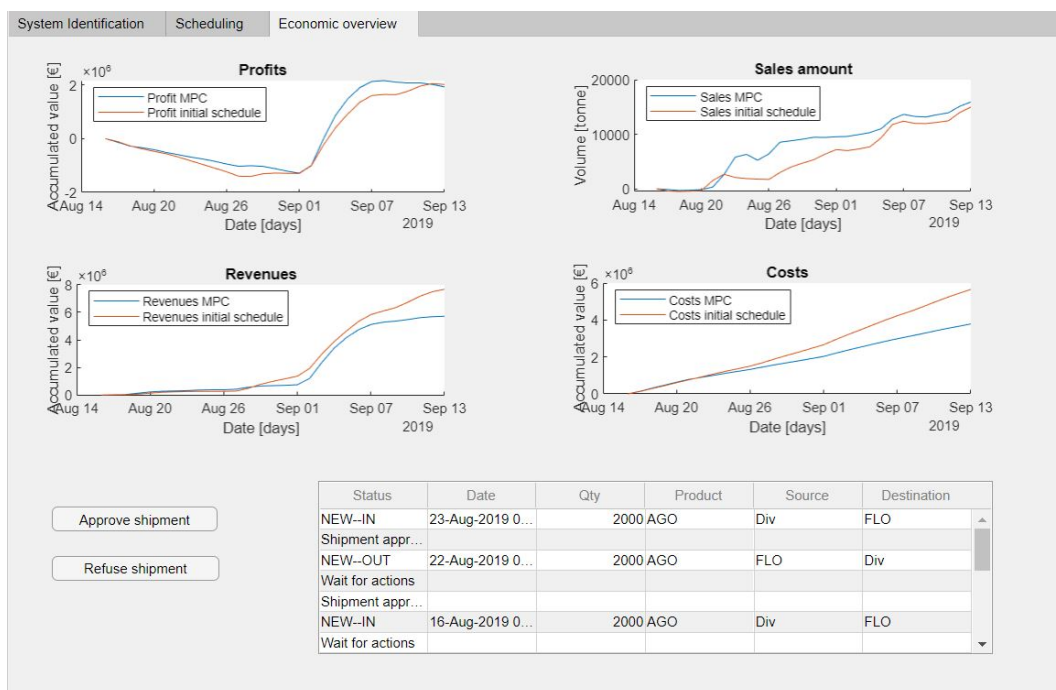 System Identification Scheduling Economic overview
Profits
×10⁶
Accumulated value [€]
2
0
-2
Profit MPC
Profit initial schedule
Aug 14 Aug 20 Aug 26 Sep 01 Sep 07 Sep 13
Date [days]
2019
Sales amount
Volume [tonne]
20000
10000
0
Sales MPC
Sales initial schedule
Aug 14 Aug 20 Aug 26 Sep 01 Sep 07 Sep 13
Date [days]
2019
Revenues
×10⁶
Accumulated value [€]
8
6
4
2
0
Revenues MPC
Revenues initial schedule
Aug 14 Aug 20 Aug 26 Sep 01 Sep 07 Sep 13
Date [days]
2019
Costs
×10⁶
Accumulated value [€]
6
4
2
0
Costs MPC
Costs initial schedule
Aug 14 Aug 20 Aug 26 Sep 01 Sep 07 Sep 13
Date [days]
2019
Approve shipment
Refuse shipment
Status Date Qty Product Source Destination
NEW--IN 23-Aug-2019 0... 2000 AGO Div FLO
Shipment appr...
NEW--OUT 22-Aug-2019 0... 2000 AGO FLO Div
Wait for actions
Shipment appr...
NEW--IN 16-Aug-2019 0... 2000 AGO Div FLO
Wait for actions